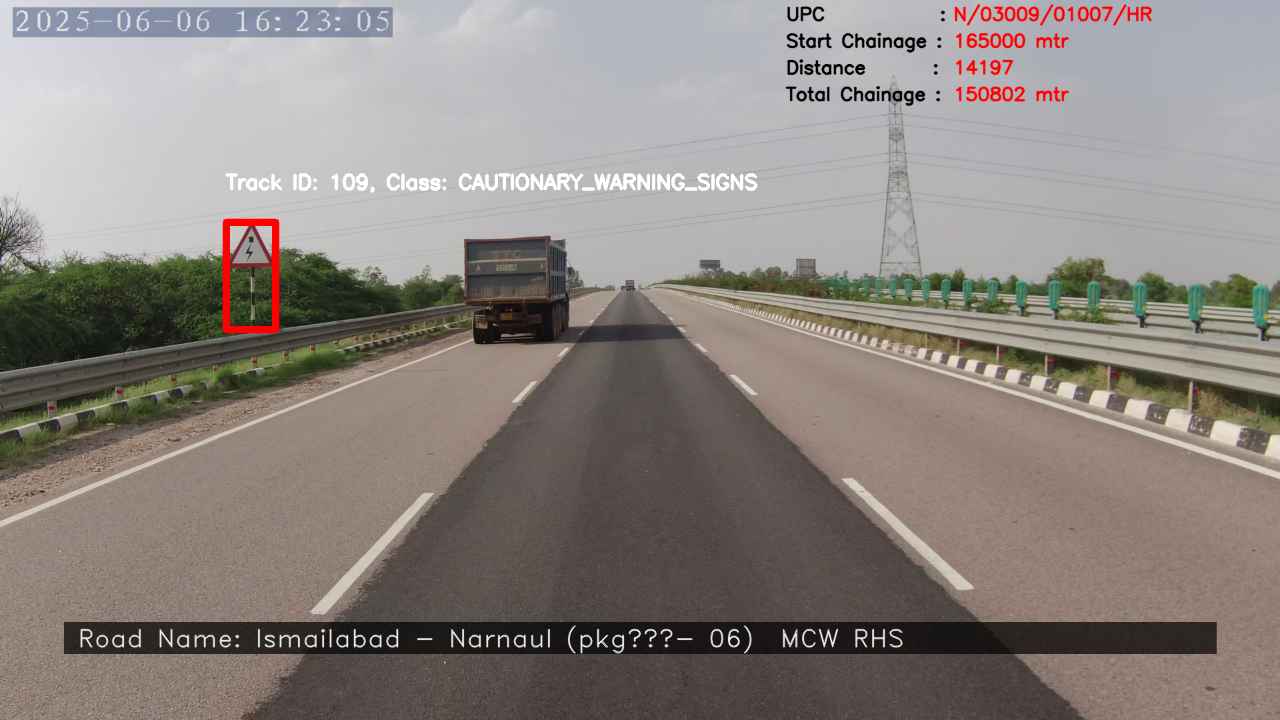 2025-06-06 16:23:05
UPC : N/03009/01007/HR
Start Chainage : 165000 mtr
Distance : 14197
Total Chainage : 150802 mtr
Track ID: 109, Class: CAUTIONARY_WARNING_SIGNS
Road Name: Ismailabad - Narnaul (pkg???- 06) MCW RHS